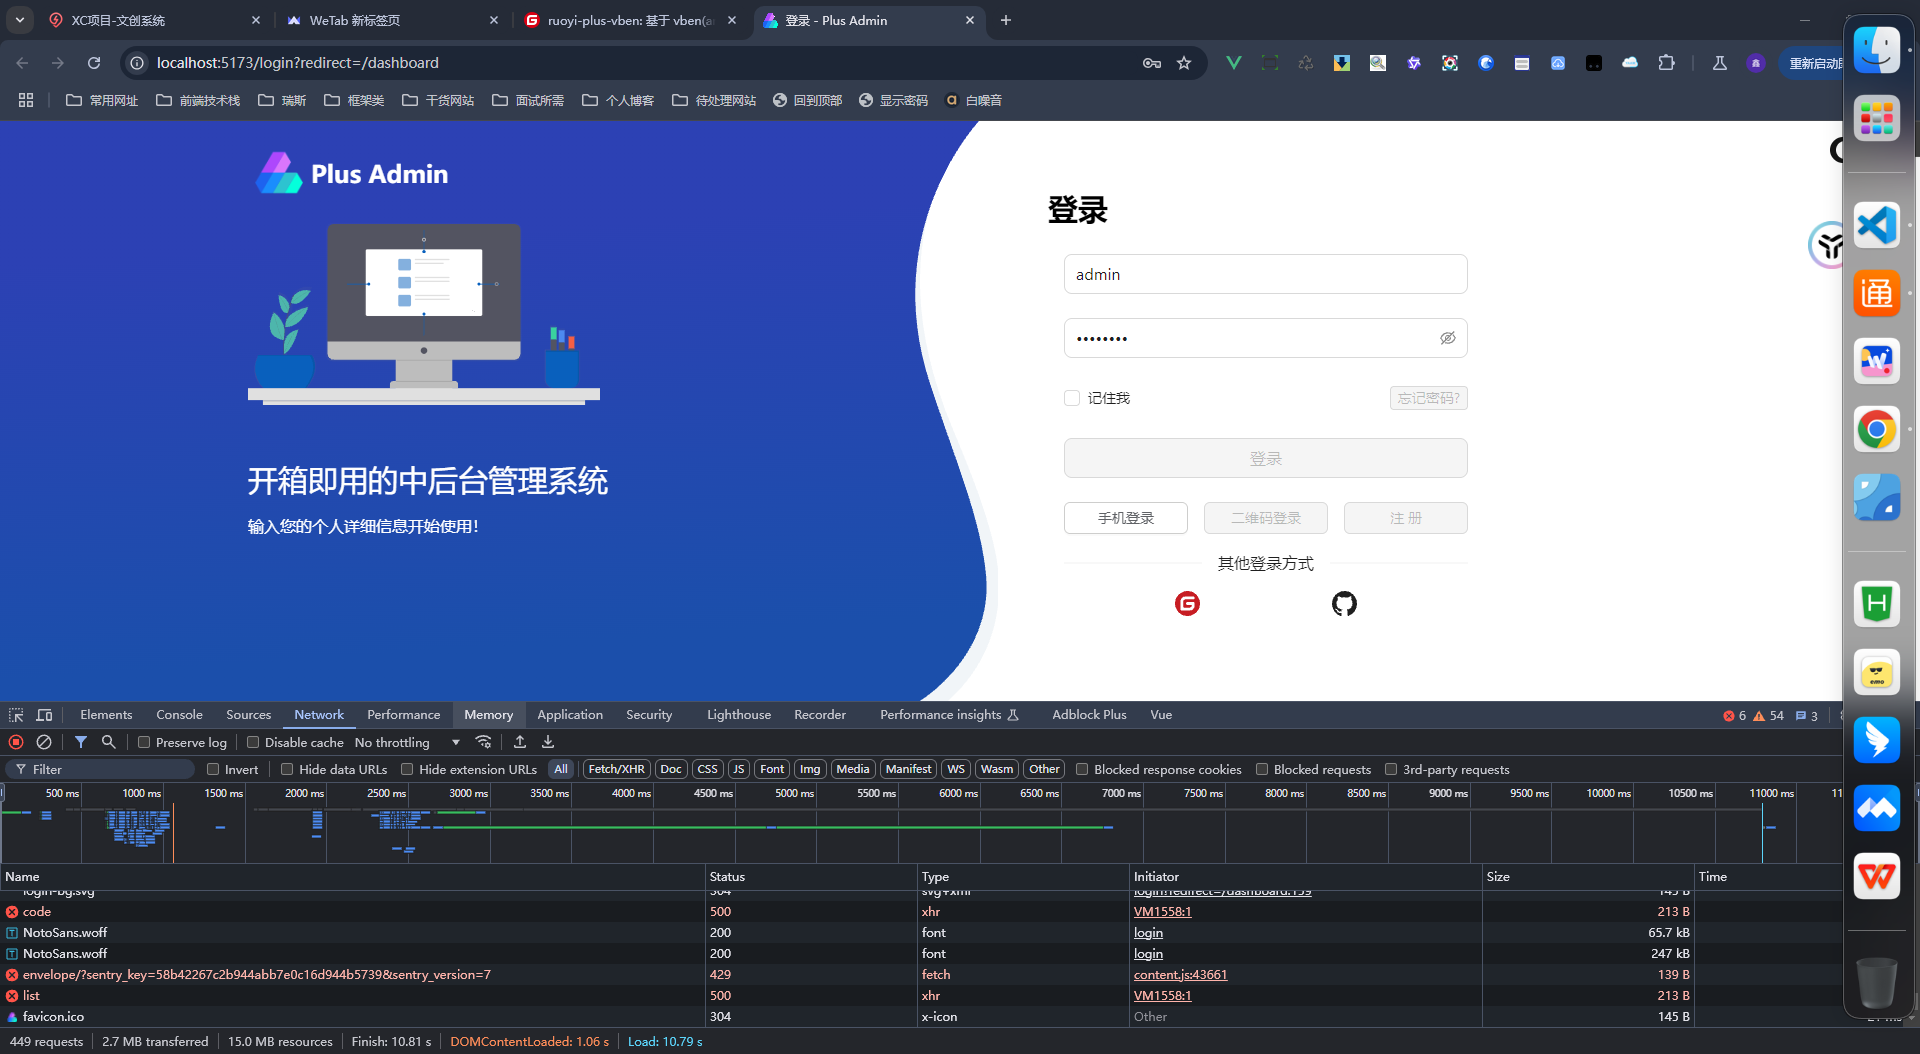 XC项目-文创系统
WeTab 新标签页
ruoyi-plus-vben: 基于 vben(ar
登录 - Plus Admin
localhost:5173/login?redirect=/dashboard
重新启动
常用网址
前端技术栈
瑞斯
框架类
干货网站
面试所需
个人博客
待处理网站
回到顶部
显示密码
白噪音
Plus Admin
开箱即用的中后台管理系统
输入您的个人详细信息开始使用!
登录
admin
••••••••
记住我
忘记密码?
登录
手机登录
二维码登录
注 册
其他登录方式
Elements Console Sources Network Performance Memory Application Security Lighthouse Recorder Performance insights Adblock Plus Vue
6 54 3
Preserve log Disable cache No throttling
Filter Invert Hide data URLs Hide extension URLs All Fetch/XHR Doc CSS JS Font Img Media Manifest WS Wasm Other Blocked response cookies Blocked requests 3rd-party requests
500 ms 1000 ms 1500 ms 2000 ms 2500 ms 3000 ms 3500 ms 4000 ms 4500 ms 5000 ms 5500 ms 6000 ms 6500 ms 7000 ms 7500 ms 8000 ms 8500 ms 9000 ms 9500 ms 10000 ms 10500 ms 11000 ms 11
Name Status Type Initiator Size Time
login-bg.svg 304 svg+xml login?redirect=/dashboard:159 145 B
code 500 xhr VM1558:1 213 B
NotoSans.woff 200 font login 65.7 kB
NotoSans.woff 200 font login 247 kB
envelope/?sentry_key=58b42267c2b944abb7e0c16d944b5739&sentry_version=7 429 fetch content.js:43661 139 B
list 500 xhr VM1558:1 213 B
favicon.ico 304 x-icon Other 145 B
449 requests 2.7 MB transferred 15.0 MB resources Finish: 10.81 s DOMContentLoaded: 1.06 s Load: 10.79 s
通
W
H
emo